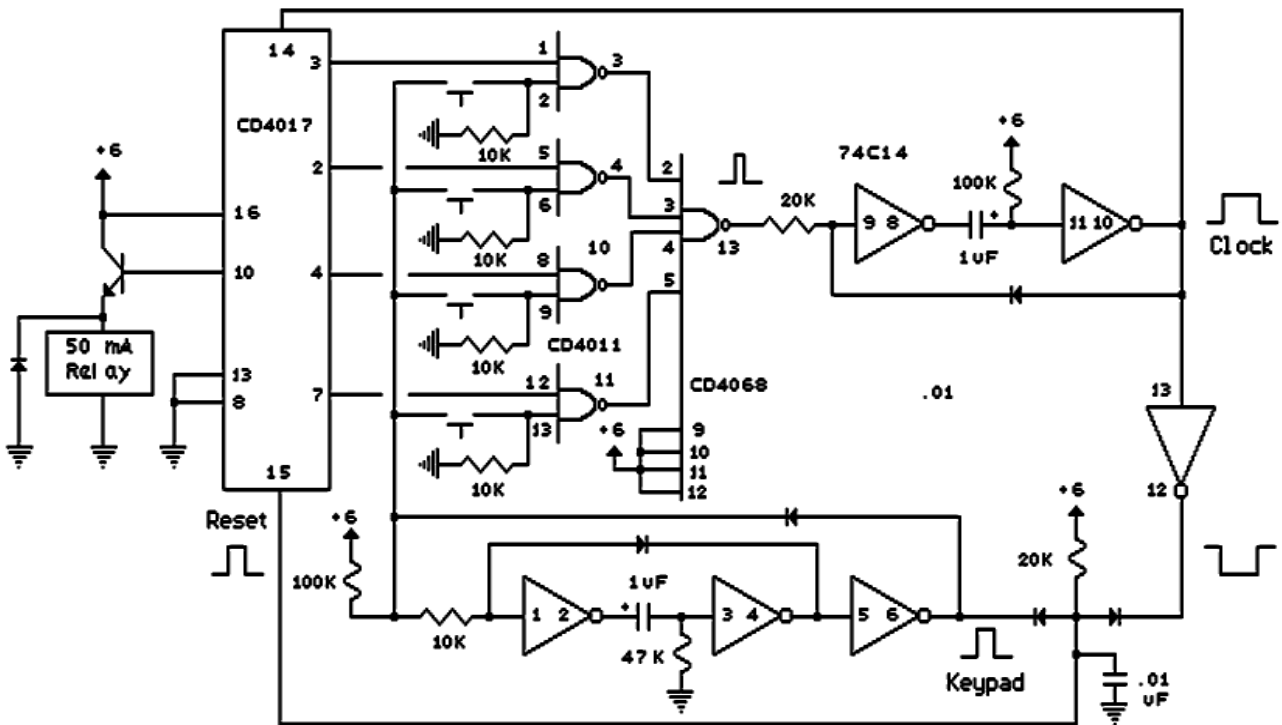 14
3
1
3
2
CD4017
10K
+6
2
5
4
6
2
74C14
+6
20K
100K
16
3
9 8
11 10
10K
10
4
13
+
1uF
Clock
10
4
8
5
9
50 mA
Relay
CD4011
10K
13
8
7
12
11
CD4068
.01
13
13
+6
9
10
11
12
10K
15
12
Reset
+6
+6
100K
1uF
20K
+
1 2
3 4
5 6
10K
47K
Keypad
.01
uF